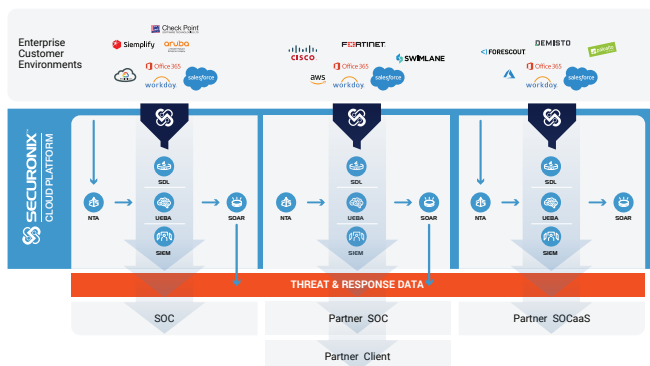 Enterprise
Customer
Environments
Check Point
Siemplify
aruba
Office 365
workday.
salesforce
CISCO
FORTINET
SWIMLANE
aws
Office 365
workday.
salesforce
FORESCOUT
DEMISTO
Office 365
workday.
salesforce
SECURONIX
CLOUD PLATFORM
SDL
NTA
UEBA
SOAR
SIEM
SDL
NTA
UEBA
SOAR
SIEM
SDL
NTA
UEBA
SOAR
SIEM
THREAT & RESPONSE DATA
SOC
Partner SOC
Partner SOCaaS
Partner Client